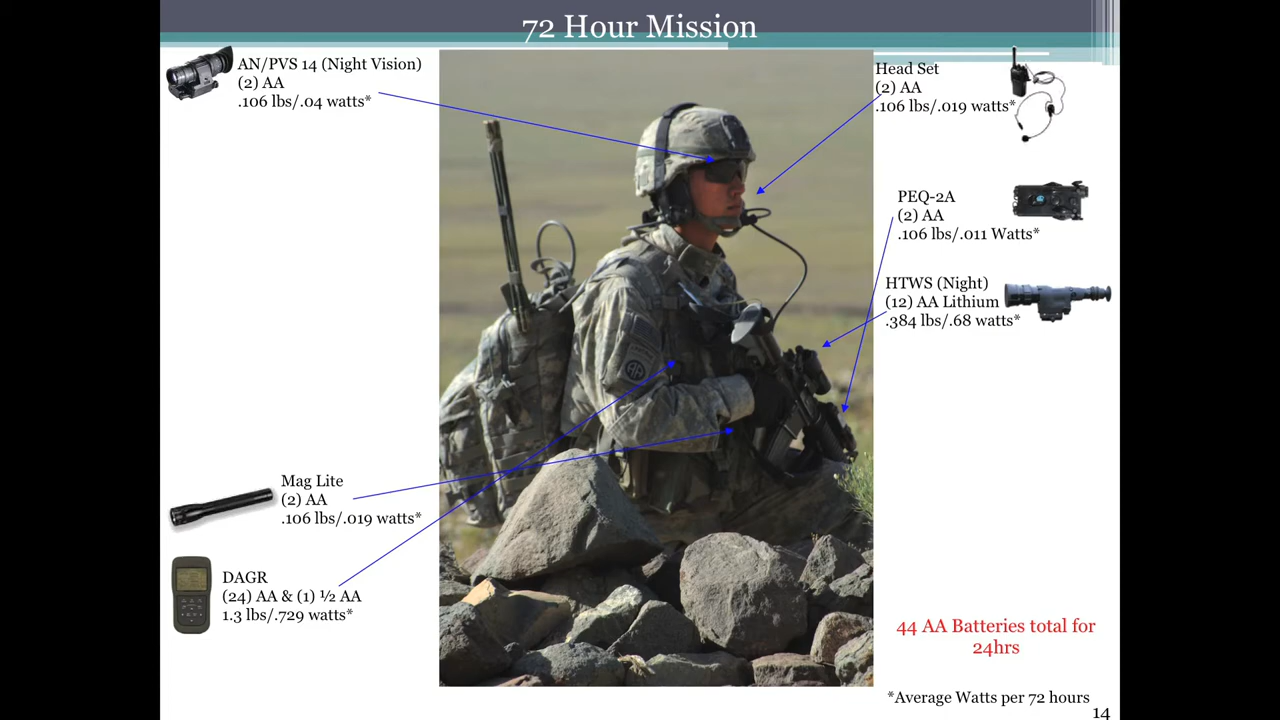 72 Hour Mission
AN/PVS 14 (Night Vision)
(2) AA
.106 lbs/.04 watts*
Head Set
(2) AA
.106 lbs/.019 watts*
PEQ-2A
(2) AA
.106 lbs/.011 Watts*
HTWS (Night)
(12) AA Lithium
.384 lbs/.68 watts*
Mag Lite
(2) AA
.106 lbs/.019 watts*
DAGR
(24) AA & (1) ½ AA
1.3 lbs/.729 watts*
44 AA Batteries total for
24hrs
*Average Watts per 72 hours
14